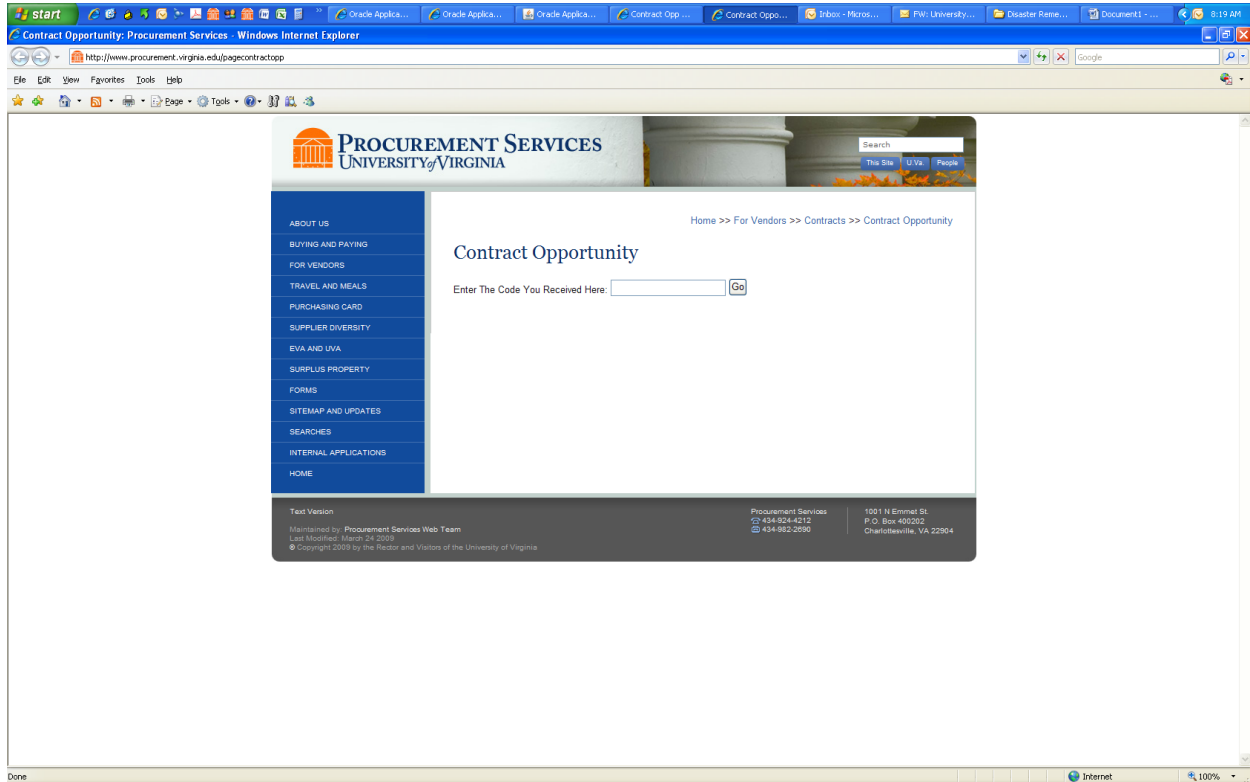 start
Oracle Applica...
Oracle Applica...
Oracle Applica...
Contract Opp ...
Contract Oppo...
Inbox - Micros...
FW: University...
Disaster Reme...
Document1 - ...
8:19 AM
Contract Opportunity: Procurement Services - Windows Internet Explorer
http://www.procurement.virginia.edu/pagecontractopp
Google
File Edit View Favorites Tools Help
Page Tools
PROCUREMENT SERVICES
UNIVERSITY of VIRGINIA
Search
This Site U.Va. People
ABOUT US
BUYING AND PAYING
FOR VENDORS
TRAVEL AND MEALS
PURCHASING CARD
SUPPLIER DIVERSITY
EVA AND UVA
SURPLUS PROPERTY
FORMS
SITEMAP AND UPDATES
SEARCHES
INTERNAL APPLICATIONS
HOME
Home >> For Vendors >> Contracts >> Contract Opportunity
Contract Opportunity
Enter The Code You Received Here: Go
Text Version
Maintained by: Procurement Services Web Team
Last Modified: March 24 2009
© Copyright 2009 by the Rector and Visitors of the University of Virginia
Procurement Services
434-924-4212
434-982-2690
1001 N Emmet St.
P.O. Box 400202
Charlottesville, VA 22904
Done
Internet
100%